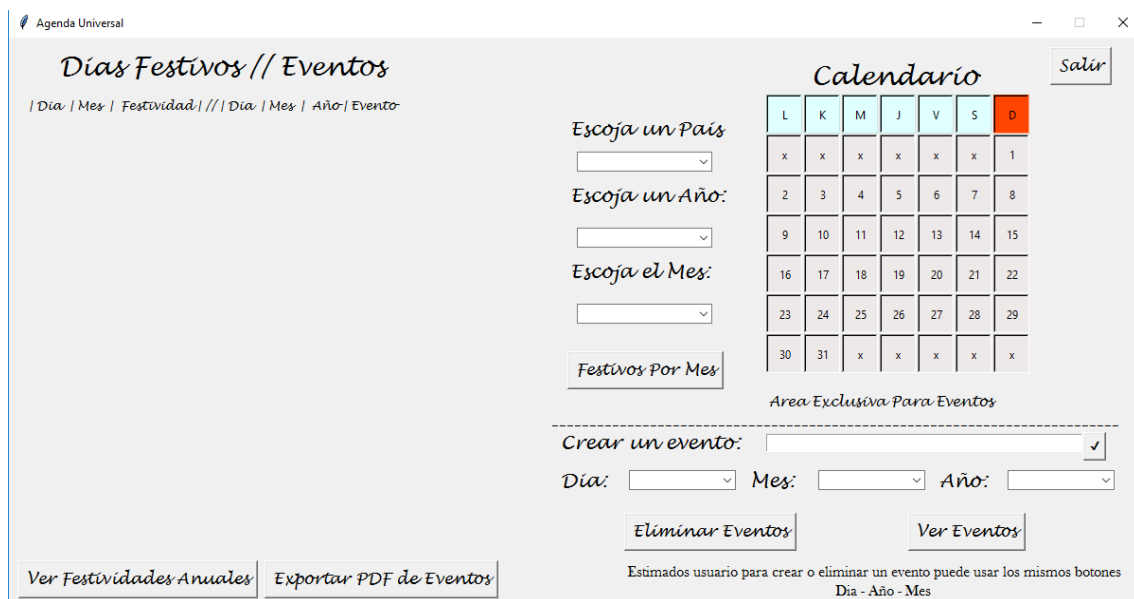 Agenda Universal
Días Festivos // Eventos
Calendario
Salir
| Día | Mes | Festividad | // | Día | Mes | Año | Evento
L K M J V S D
Escoja un País
x x x x x x 1
2 3 4 5 6 7 8
Escoja un Año:
9 10 11 12 13 14 15
Escoja el Mes:
16 17 18 19 20 21 22
23 24 25 26 27 28 29
30 31 x x x x x
Festivos Por Mes
Area Exclusiva Para Eventos
Crear un evento:
✓
Día: Mes: Año:
Eliminar Eventos
Ver Eventos
Ver Festividades Anuales
Exportar PDF de Eventos
Estimados usuario para crear o eliminar un evento puede usar los mismos botones
Dia - Año - Mes